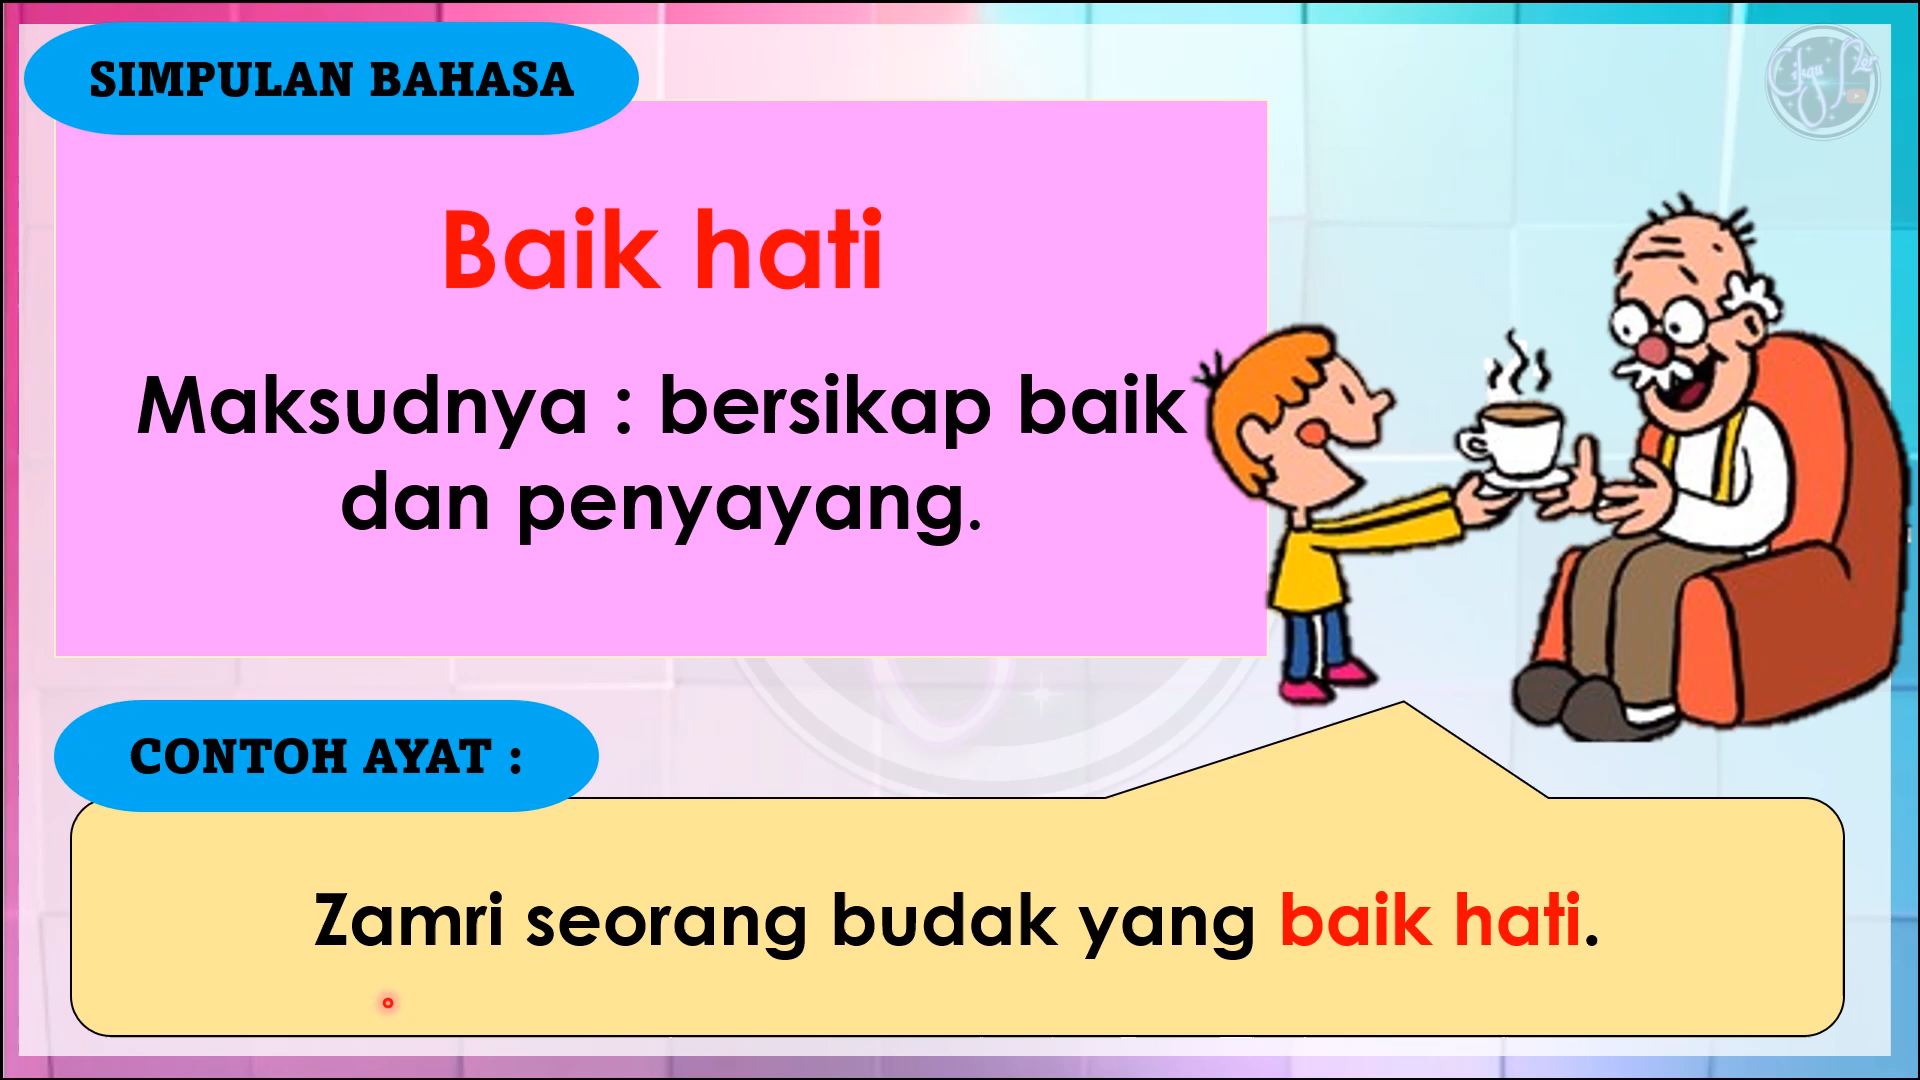 SIMPULAN BAHASA
Baik hati
Maksudnya : bersikap baik
dan penyayang.
CONTOH AYAT :
Zamri seorang budak yang baik hati.